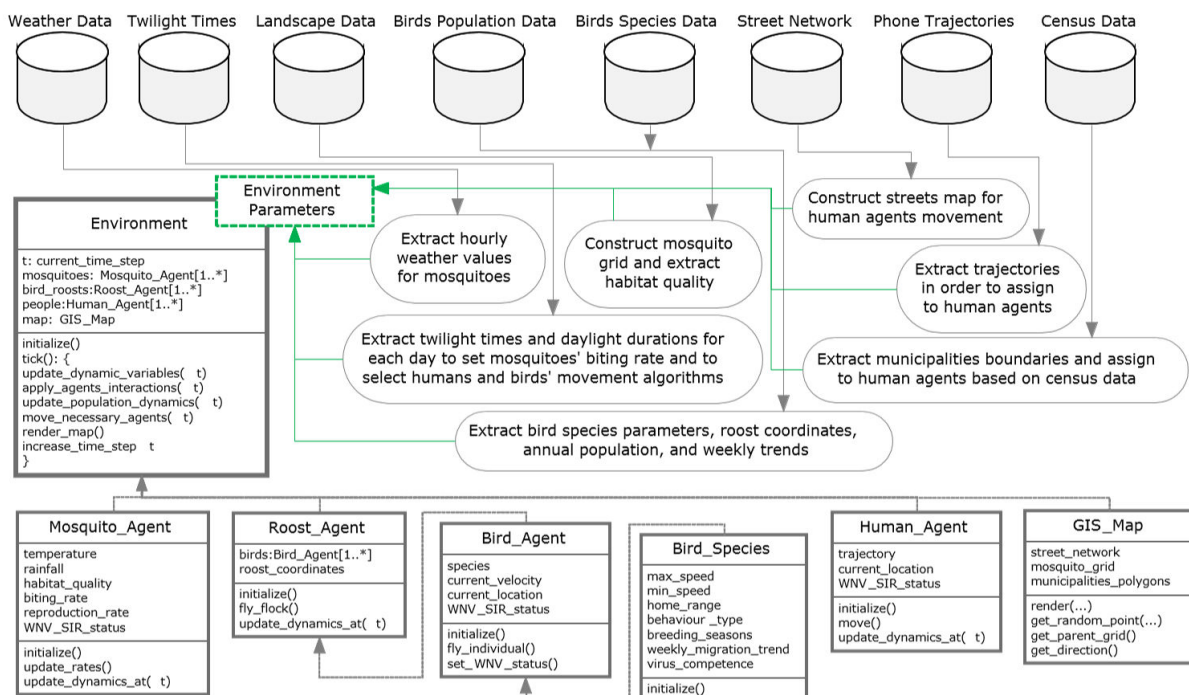 Weather Data
Twilight Times
Landscape Data
Birds Population Data
Birds Species Data
Street Network
Phone Trajectories
Census Data
Environment
Parameters
Construct streets map for
human agents movement
Extract hourly
weather values
for mosquitoes
Construct mosquito
grid and extract
habitat quality
Extract trajectories
in order to assign
to human agents
Extract twilight times and daylight durations for
each day to set mosquitoes' biting rate and to
select humans and birds' movement algorithms
Extract municipalities boundaries and assign
to human agents based on census data
Extract bird species parameters, roost coordinates,
annual population, and weekly trends
Environment
t: current_time_step
mosquitoes: Mosquito_Agent[1..*]
bird_roosts:Roost_Agent[1..*]
people:Human_Agent[1..*]
map: GIS_Map
initialize()
tick(): {
update_dynamic_variables( t)
apply_agents_interactions( t)
update_population_dynamics( t)
move_necessary_agents( t)
render_map()
increase_time_step t
}
Mosquito_Agent
temperature
rainfall
habitat_quality
biting_rate
reproduction_rate
WNV_SIR_status
initialize()
update_rates()
update_dynamics_at( t)
Roost_Agent
birds:Bird_Agent[1..*]
roost_coordinates
initialize()
fly_flock()
update_dynamics_at( t)
Bird_Agent
species
current_velocity
current_location
WNV_SIR_status
initialize()
fly_individual()
set_WNV_status()
Bird_Species
max_speed
min_speed
home_range
behaviour _type
breeding_seasons
weekly_migration_trend
virus_competence
initialize()
Human_Agent
trajectory
current_location
WNV_SIR_status
initialize()
move()
update_dynamics_at( t)
GIS_Map
street_network
mosquito_grid
municipalities_polygons
render(...)
get_random_point(...)
get_parent_grid()
get_direction()